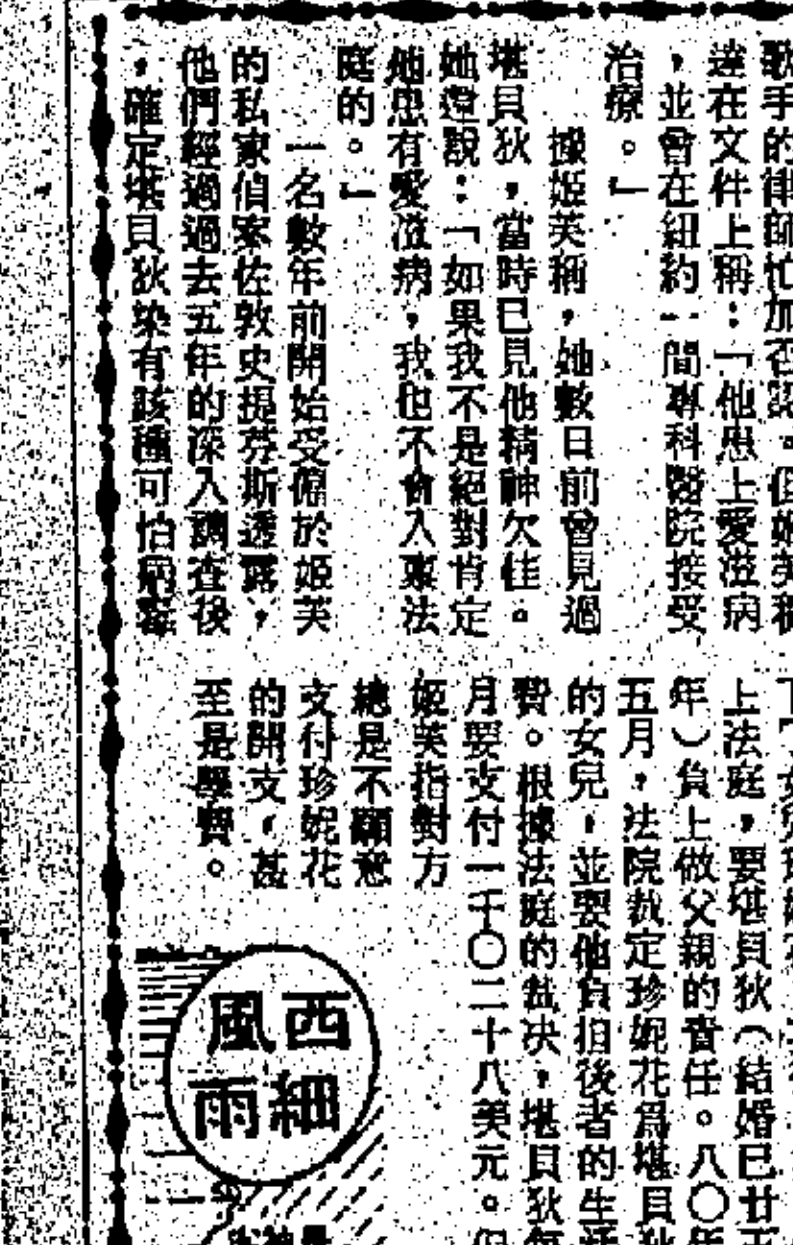 歌手的律師忙加否認。但姬芙稱
違在文件上稱：「他患上愛滋病
，並曾在紐約一間專科醫院接受
治療。」
據姬芙稱，她數日前曾見過
堪貝狄，當時已見他精神欠佳。
她還說：「如果我不是絕對肯定
他患有愛滋病，我也不會入稟法
庭的。」
一名數年前開始受僱於姬芙
的私家偵察佐敦史提芬斯透露，
他們經過過去五年的深入調查後
，確定堪貝狄染有該種可怕病毒
上法庭，要堪貝狄（結婚已廿五
年）負上做父親的責任。八〇年
五月，法院裁定珍妮花爲堪貝狄
的女兒，並要他負担後者的生活
費。根據法庭的裁决，堪貝狄每
月要支付一千〇二十八美元。但
姬芙指對方
總是不願意
支付珍妮花
的開支，甚
至是學費。
西細
風雨